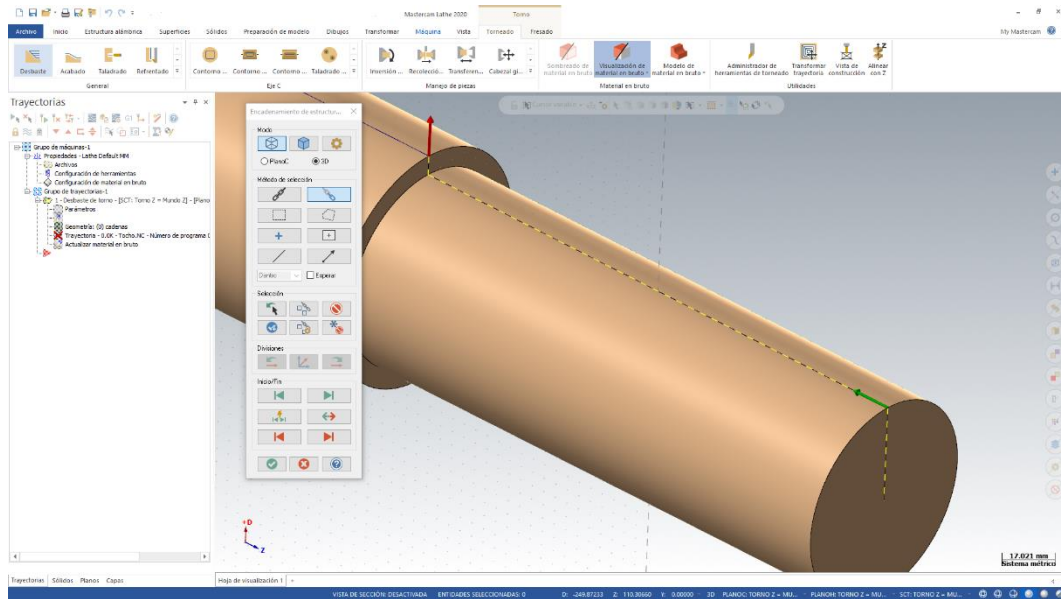 Mastercam Lathe 2020
Torno
Archivo Inicio Estructura alámbrica Superficies Sólidos Preparación de modelo Dibujos Transformar Máquina Vista Torneado Fresado
My Mastercam
Desbaste Acabado Taladrado Refrentado
Contorno ... Contorno ... Contorno ... Taladrado ...
Inversión ... Recolecció... Transferen... Cabezal gi...
Sombreado de material en bruto
Visualización de material en bruto
Modelo de material en bruto
Administrador de herramientas de torneado
Transformar trayectoria
Vista de construcción
Alinear con Z
General Eje C Manejo de piezas Material en bruto Utilidades
Trayectorias
Grupo de máquinas-1
Propiedades - Lathe Default MM
Archivos
Configuración de herramientas
Configuración de material en bruto
Grupo de trayectorias-1
1 - Desbaste de torno - [SCT: Torno Z = Mundo Z] - [Plano
Parámetros
Geometría: (3) cadenas
Trayectoria - 0.0K - Tocho.NC - Número de programa 0
Actualizar material en bruto
Encadenamiento de estructur...
Modo
PlanoC 3D
Método de selección
Dentro Esperar
Selección
Divisiones
Inicio/Fin
+D
Z
17.021 mm
Sistema métrico
Trayectorias Sólidos Planos Capas
Hoja de visualización 1
VISTA DE SECCIÓN: DESACTIVADA ENTIDADES SELECCIONADAS: 0 D: -249.87233 Z: 110.30660 Y: 0.00000 3D PLANOC: TORNO Z = MU... PLANOH: TORNO Z = MU... SCT: TORNO Z = MU...